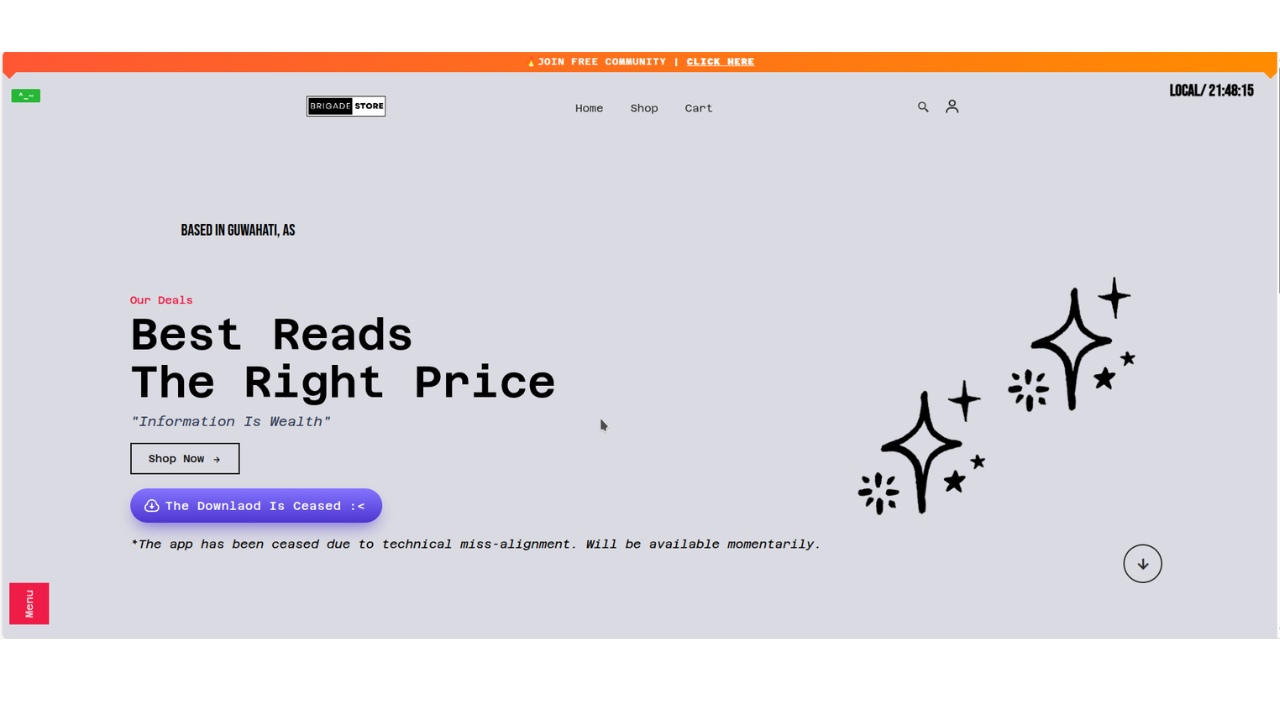 🔥JOIN FREE COMMUNITY | CLICK HERE
^_~
BRIGADE STORE
Home Shop Cart
LOCAL/ 21:48:15
BASED IN GUWAHATI, AS
Our Deals
Best Reads
The Right Price
"Information Is Wealth"
Shop Now →
The Downlaod Is Ceased :<
*The app has been ceased due to technical miss-alignment. Will be available momentarily.
Menu